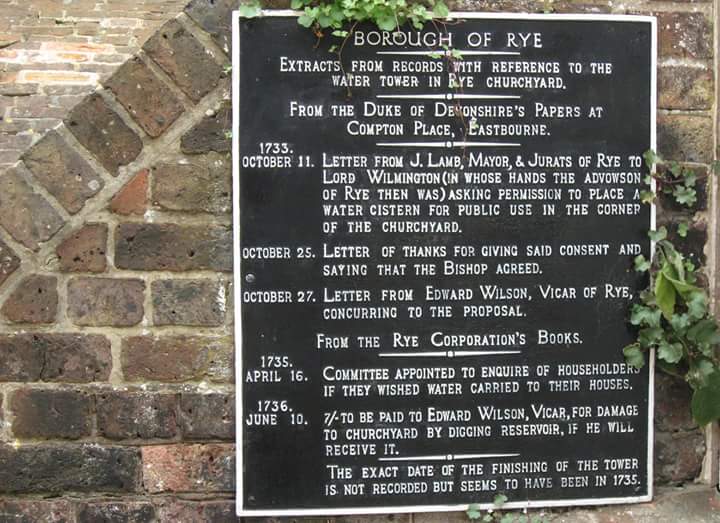 BOROUGH OF RYE
EXTRACTS FROM RECORDS WITH REFERENCE TO THE
WATER TOWER IN RYE CHURCHYARD.
FROM THE DUKE OF DEVONSHIRE'S PAPERS AT
COMPTON PLACE, EASTBOURNE.
1733.
OCTOBER 11. LETTER FROM J. LAMB, MAYOR, & JURATS OF RYE TO
LORD WILMINGTON (IN WHOSE HANDS THE ADVOWSON
OF RYE THEN WAS) ASKING PERMISSION TO PLACE A
WATER CISTERN FOR PUBLIC USE IN THE CORNER
OF THE CHURCHYARD.
OCTOBER 25. LETTER OF THANKS FOR GIVING SAID CONSENT AND
SAYING THAT THE BISHOP AGREED.
OCTOBER 27. LETTER FROM EDWARD WILSON, VICAR OF RYE,
CONCURRING TO THE PROPOSAL.
FROM THE RYE CORPORATION'S BOOKS.
1735.
APRIL 16. COMMITTEE APPOINTED TO ENQUIRE OF HOUSEHOLDERS
IF THEY WISHED WATER CARRIED TO THEIR HOUSES.
1736.
JUNE 10. 7/- TO BE PAID TO EDWARD WILSON, VICAR, FOR DAMAGE
TO CHURCHYARD BY DIGGING RESERVOIR, IF HE WILL
RECEIVE IT.
THE EXACT DATE OF THE FINISHING OF THE TOWER
IS NOT RECORDED BUT SEEMS TO HAVE BEEN IN 1735.